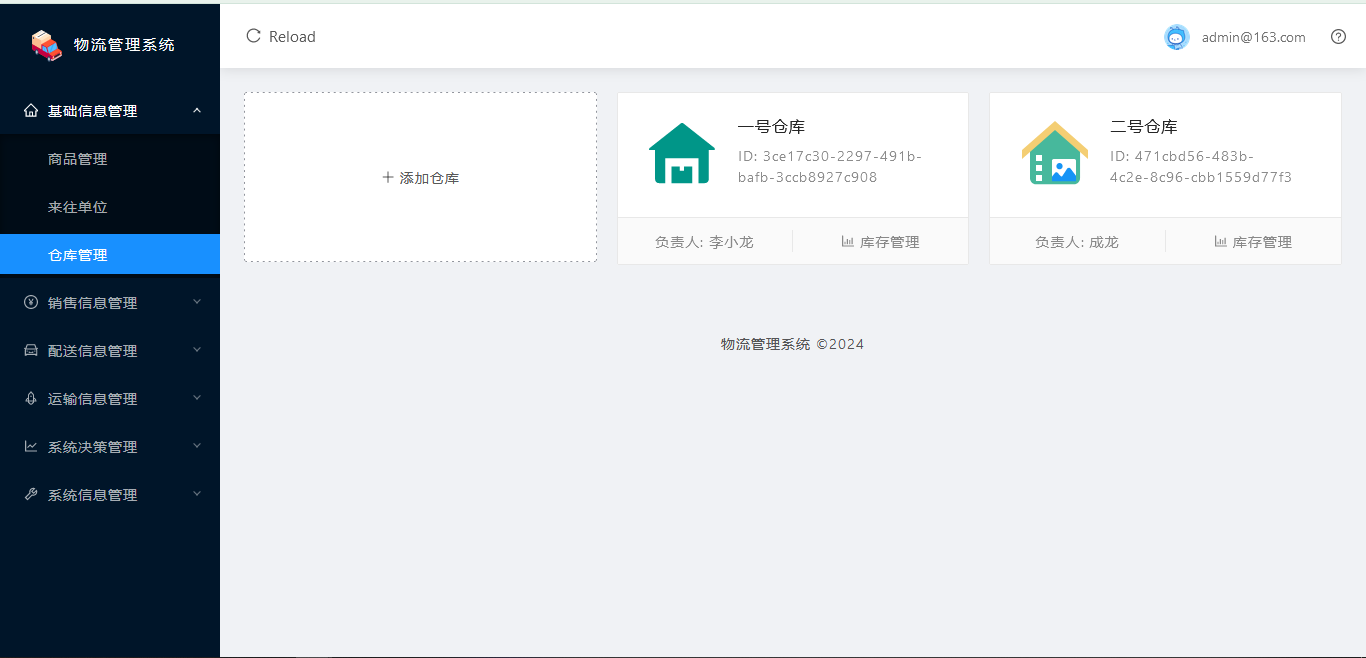 物流管理系统
基础信息管理
商品管理
来往单位
仓库管理
销售信息管理
配送信息管理
运输信息管理
系统决策管理
系统信息管理
Reload
admin@163.com
添加仓库
一号仓库
ID: 3ce17c30-2297-491b-
bafb-3ccb8927c908
负责人: 李小龙
库存管理
二号仓库
ID: 471cbd56-483b-
4c2e-8c96-cbb1559d77f3
负责人: 成龙
库存管理
物流管理系统 ©2024